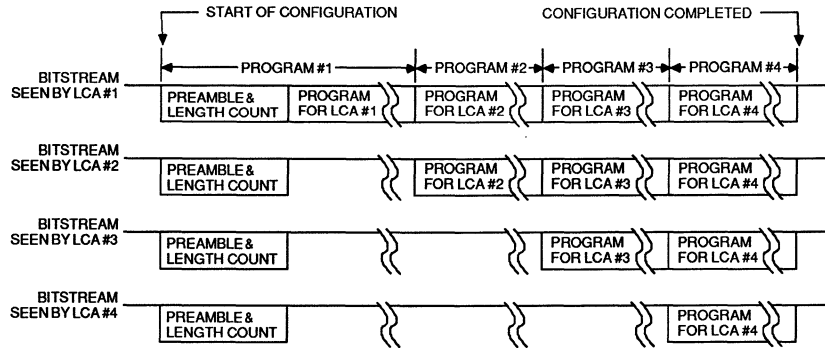 START OF CONFIGURATION
CONFIGURATION COMPLETED
PROGRAM #1
PROGRAM #2
PROGRAM #3
PROGRAM #4
BITSTREAM
SEEN BY LCA #1
PREAMBLE &
LENGTH COUNT
PROGRAM
FOR LCA #1
PROGRAM
FOR LCA #2
PROGRAM
FOR LCA #3
PROGRAM
FOR LCA #4
BITSTREAM
SEEN BY LCA #2
PREAMBLE &
LENGTH COUNT
PROGRAM
FOR LCA #2
PROGRAM
FOR LCA #3
PROGRAM
FOR LCA #4
BITSTREAM
SEEN BY LCA #3
PREAMBLE &
LENGTH COUNT
PROGRAM
FOR LCA #3
PROGRAM
FOR LCA #4
BITSTREAM
SEEN BY LCA #4
PREAMBLE &
LENGTH COUNT
PROGRAM
FOR LCA #4